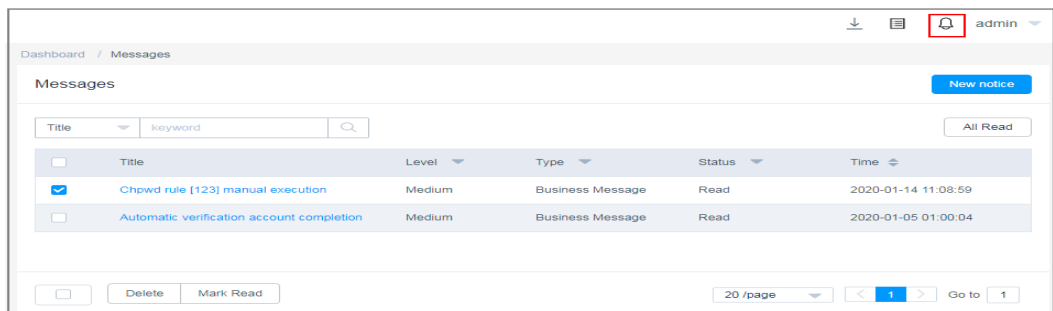 admin
Dashboard / Messages
Messages
New notice
Title keyword
All Read
Title Level Type Status Time
Chpwd rule [123] manual execution Medium Business Message Read 2020-01-14 11:08:59
Automatic verification account completion Medium Business Message Read 2020-01-05 01:00:04
Delete Mark Read 20 /page < 1 > Go to 1